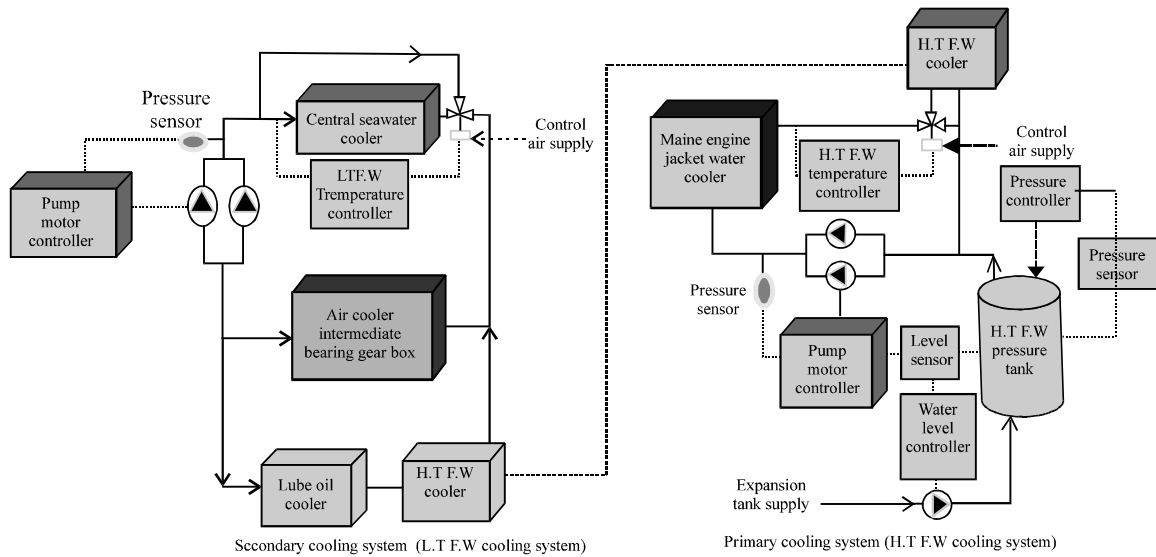 Pressure
sensor
Pump
motor
controller
Central seawater
cooler
LTF.W
Tremperature
controller
Control
air supply
Air cooler
intermediate
bearing gear box
Lube oil
cooler
H.T F.W
cooler
Sccondary cooling system (L.T F.W cooling system)
H.T F.W
cooler
Maine engine
jacket water
cooler
H.T F.W
temperature
controller
Control
air supply
Pressure
controller
Pressure
sensor
Pressure
sensor
Pump
motor
controller
Level
sensor
H.T F.W
pressure
tank
Water
level
controller
Expansion
tank supply
Primary cooling system (H.T F.W cooling system)